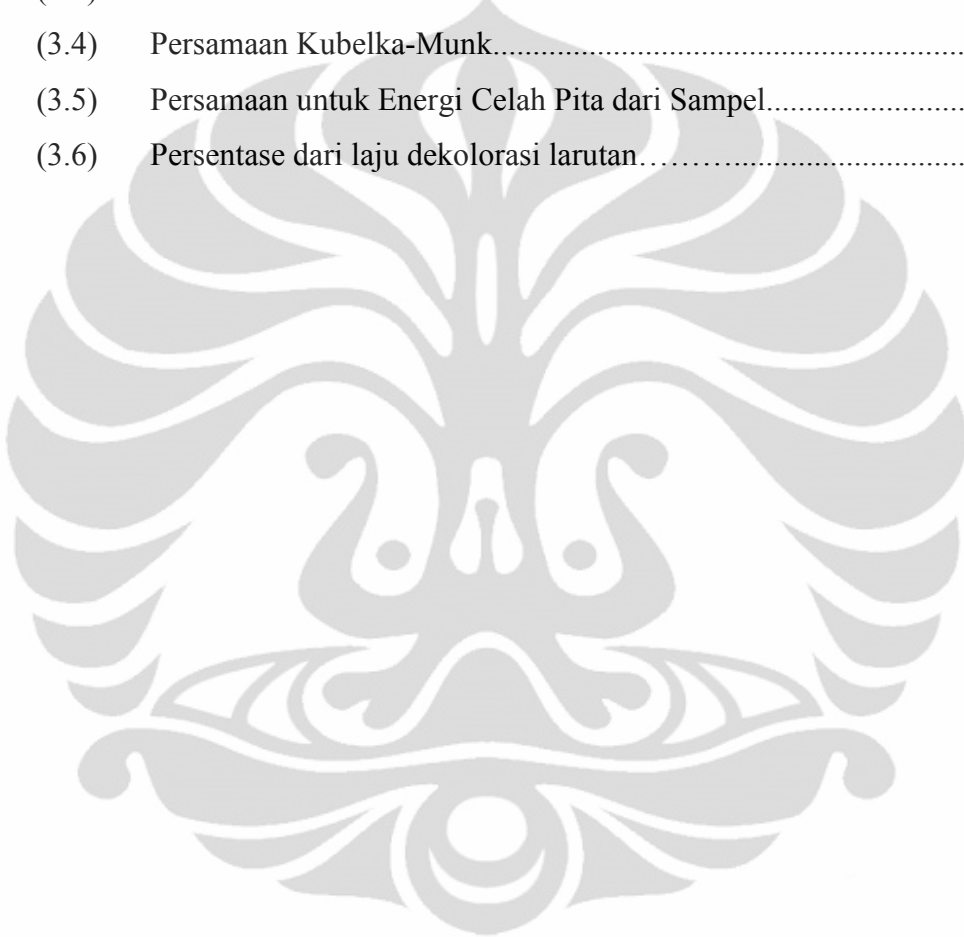 (3.4) Persamaan Kubelka-Munk.......................................................
(3.5) Persamaan untuk Energi Celah Pita dari Sampel.......................
(3.6) Persentase dari laju dekolorasi larutan………............................